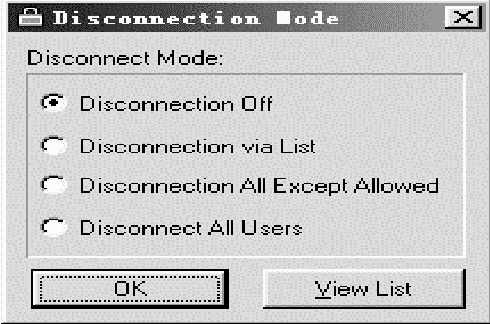 Disconnection Mode
Disconnect Mode:
Disconnection Off
Disconnection via List
Disconnection All Except Allowed
Disconnect All Users
OK
View List